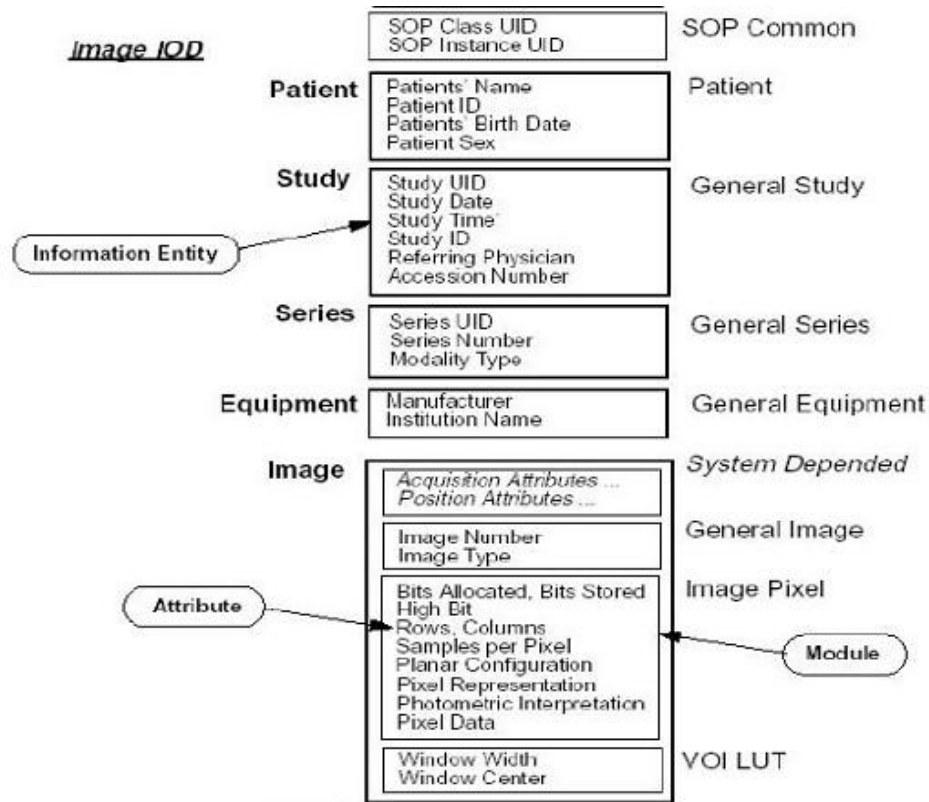 Image IOD
SOP Class UID
SOP Instance UID
SOP Common
Patient
Patients' Name
Patient ID
Patients' Birth Date
Patient Sex
Patient
Study
Study UID
Study Date
Study Time'
Study ID
Referring Physician
Accession Number
General Study
Information Entity
Series
Series UID
Series Number
Modality Type
General Series
Equipment
Manufacturer
Institution Name
General Equipment
Image
Acquisition Attributes ...
Position Attributes ...
System Depended
Image Number
Image Type
General Image
Bits Allocated, Bits Stored
High Bit
Rows, Columns
Samples per Pixel
Planar Configuration
Pixel Representation
Photometric Interpretation
Pixel Data
Image Pixel
Attribute
Module
Window Width
Window Center
VOI LUT